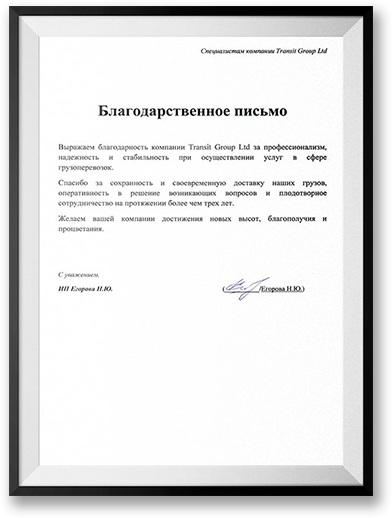 Специалистам компании Transit Group Ltd
Благодарственное письмо
Выражаем благодарность компании Transit Group Ltd за профессионализм,
надежность и стабильность при осуществлении услуг в сфере
грузоперевозок.
Спасибо за сохранность и своевременную доставку наших грузов,
оперативность в решение возникающих вопросов и плодотворное
сотрудничество на протяжении более чем трех лет.
Желаем вашей компании достижения новых высот, благополучия и
процветания.
С уважением,
ИП Егорова Н.Ю. (________/Егорова Н.Ю.)